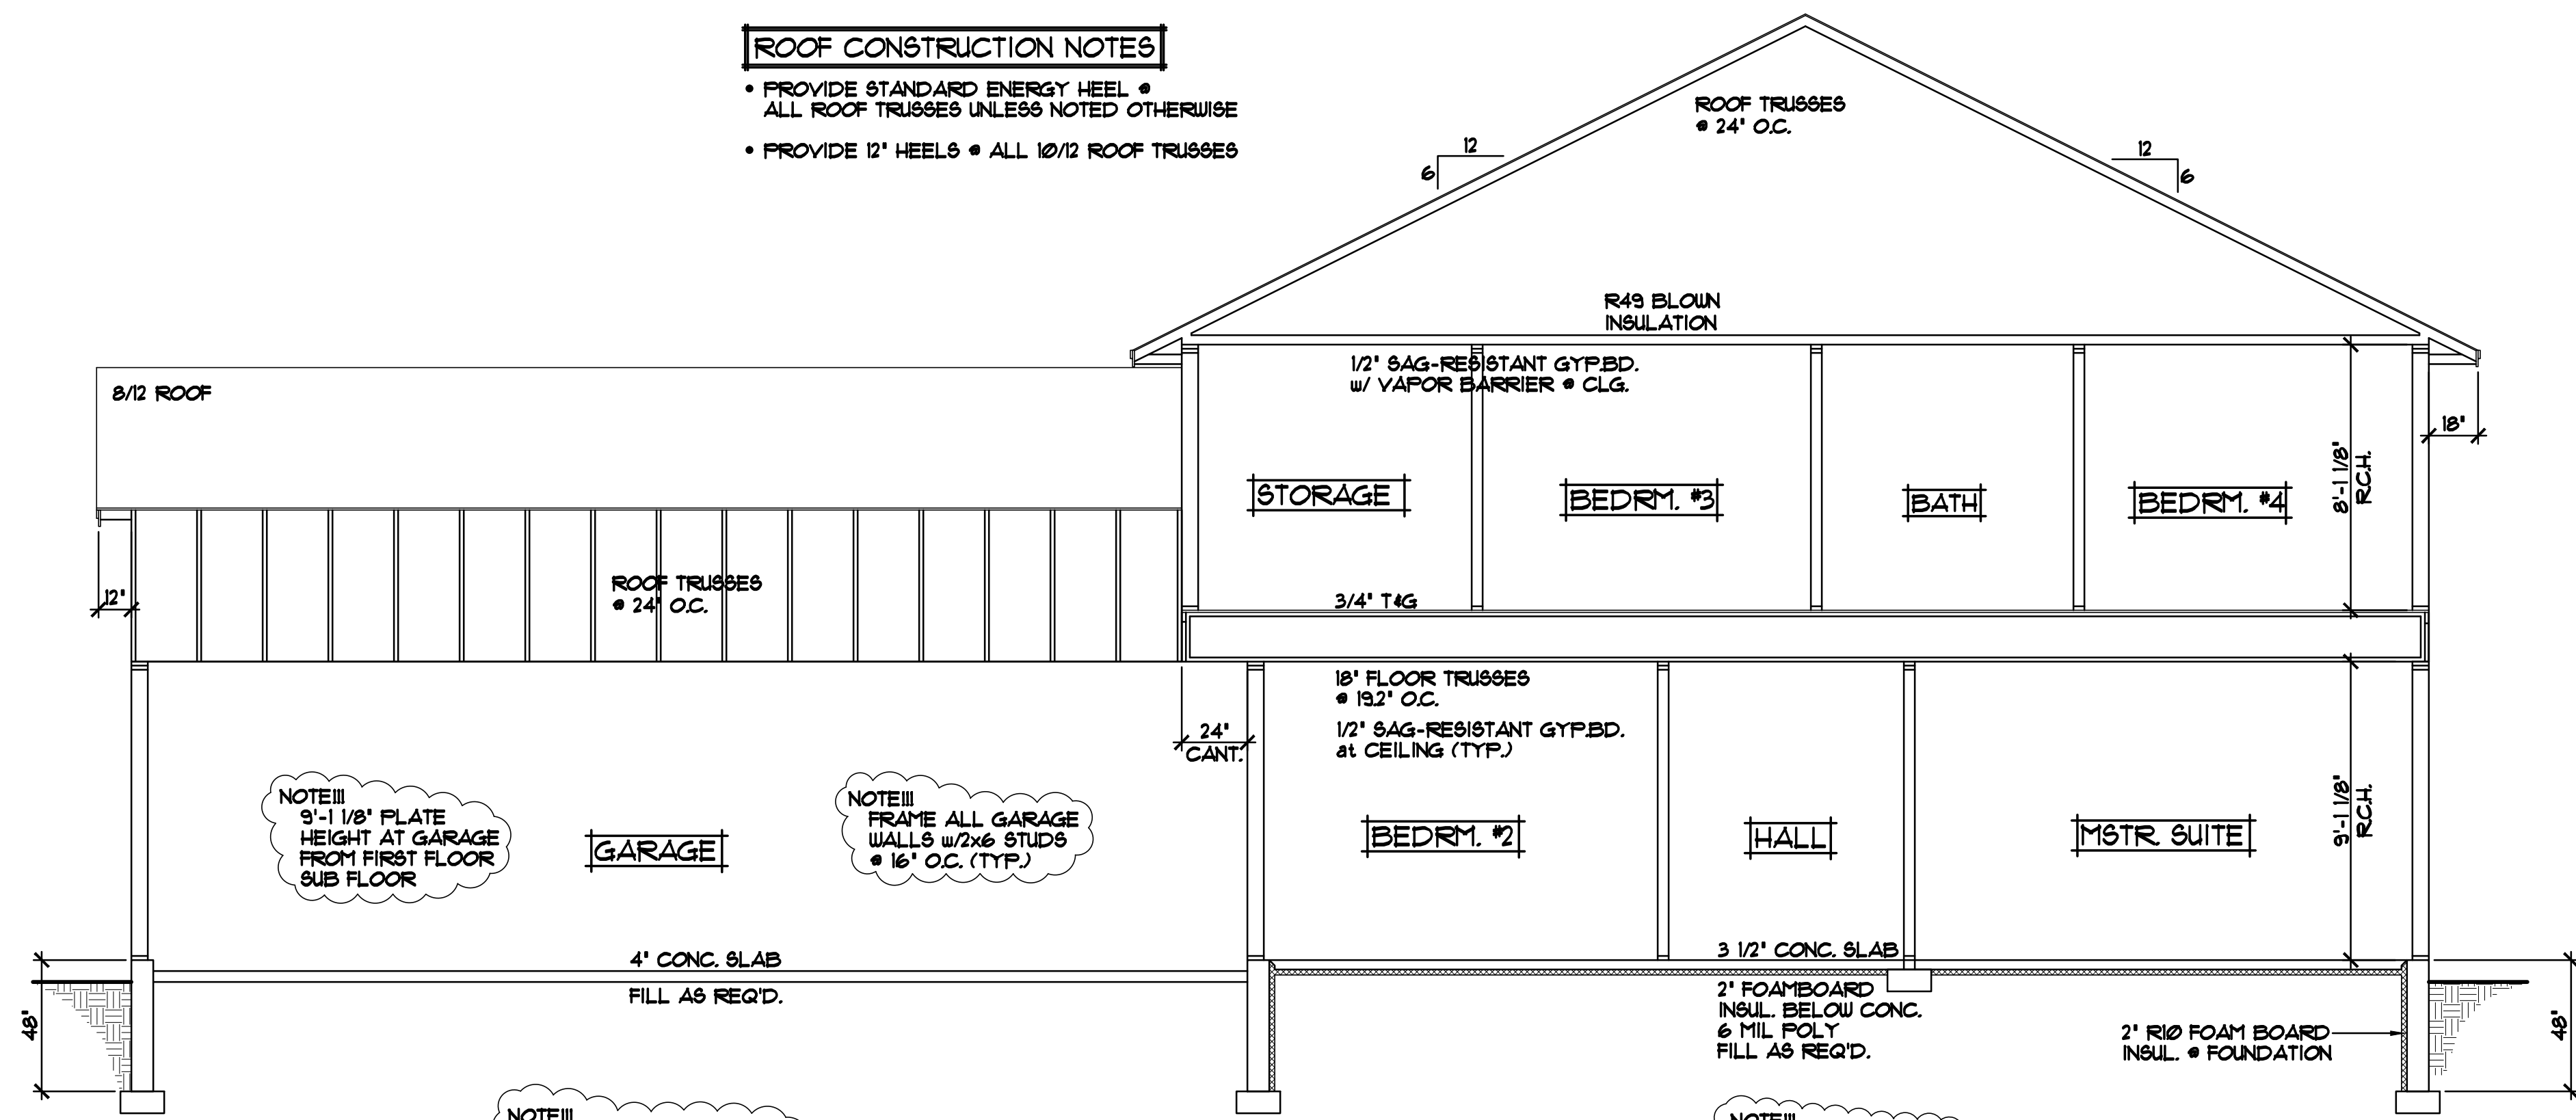 ROOF CONSTRUCTION NOTES
• PROVIDE STANDARD ENERGY HEEL @
ALL ROOF TRUSSES UNLESS NOTED OTHERWISE
• PROVIDE 12" HEELS @ ALL 10/12 ROOF TRUSSES
ROOF TRUSSES
@ 24" O.C.
12
6
12
6
R49 BLOWN
INSULATION
1/2" SAG-RESISTANT GYP.BD.
w/ VAPOR BARRIER @ CLG.
8/12 ROOF
18"
STORAGE
BEDRM. #3
BATH
BEDRM. #4
8'-1 1/8"
R.C.H.
12"
ROOF TRUSSES
@ 24" O.C.
3/4" T&G
18" FLOOR TRUSSES
@ 19.2" O.C.
1/2" SAG-RESISTANT GYP.BD.
at CEILING (TYP.)
24"
CANT.
NOTE!!!
9'-1 1/8" PLATE
HEIGHT AT GARAGE
FROM FIRST FLOOR
SUB FLOOR
GARAGE
NOTE!!!
FRAME ALL GARAGE
WALLS w/2x6 STUDS
@ 16" O.C. (TYP.)
BEDRM. #2
HALL
MSTR. SUITE
9'-1 1/8"
R.C.H.
4" CONC. SLAB
FILL AS REQ'D.
3 1/2" CONC. SLAB
2" FOAMBOARD
INSUL. BELOW CONC.
6 MIL POLY
FILL AS REQ'D.
2" R10 FOAM BOARD
INSUL. @ FOUNDATION
48"
48"
NOTE!!!
NOTE!!!